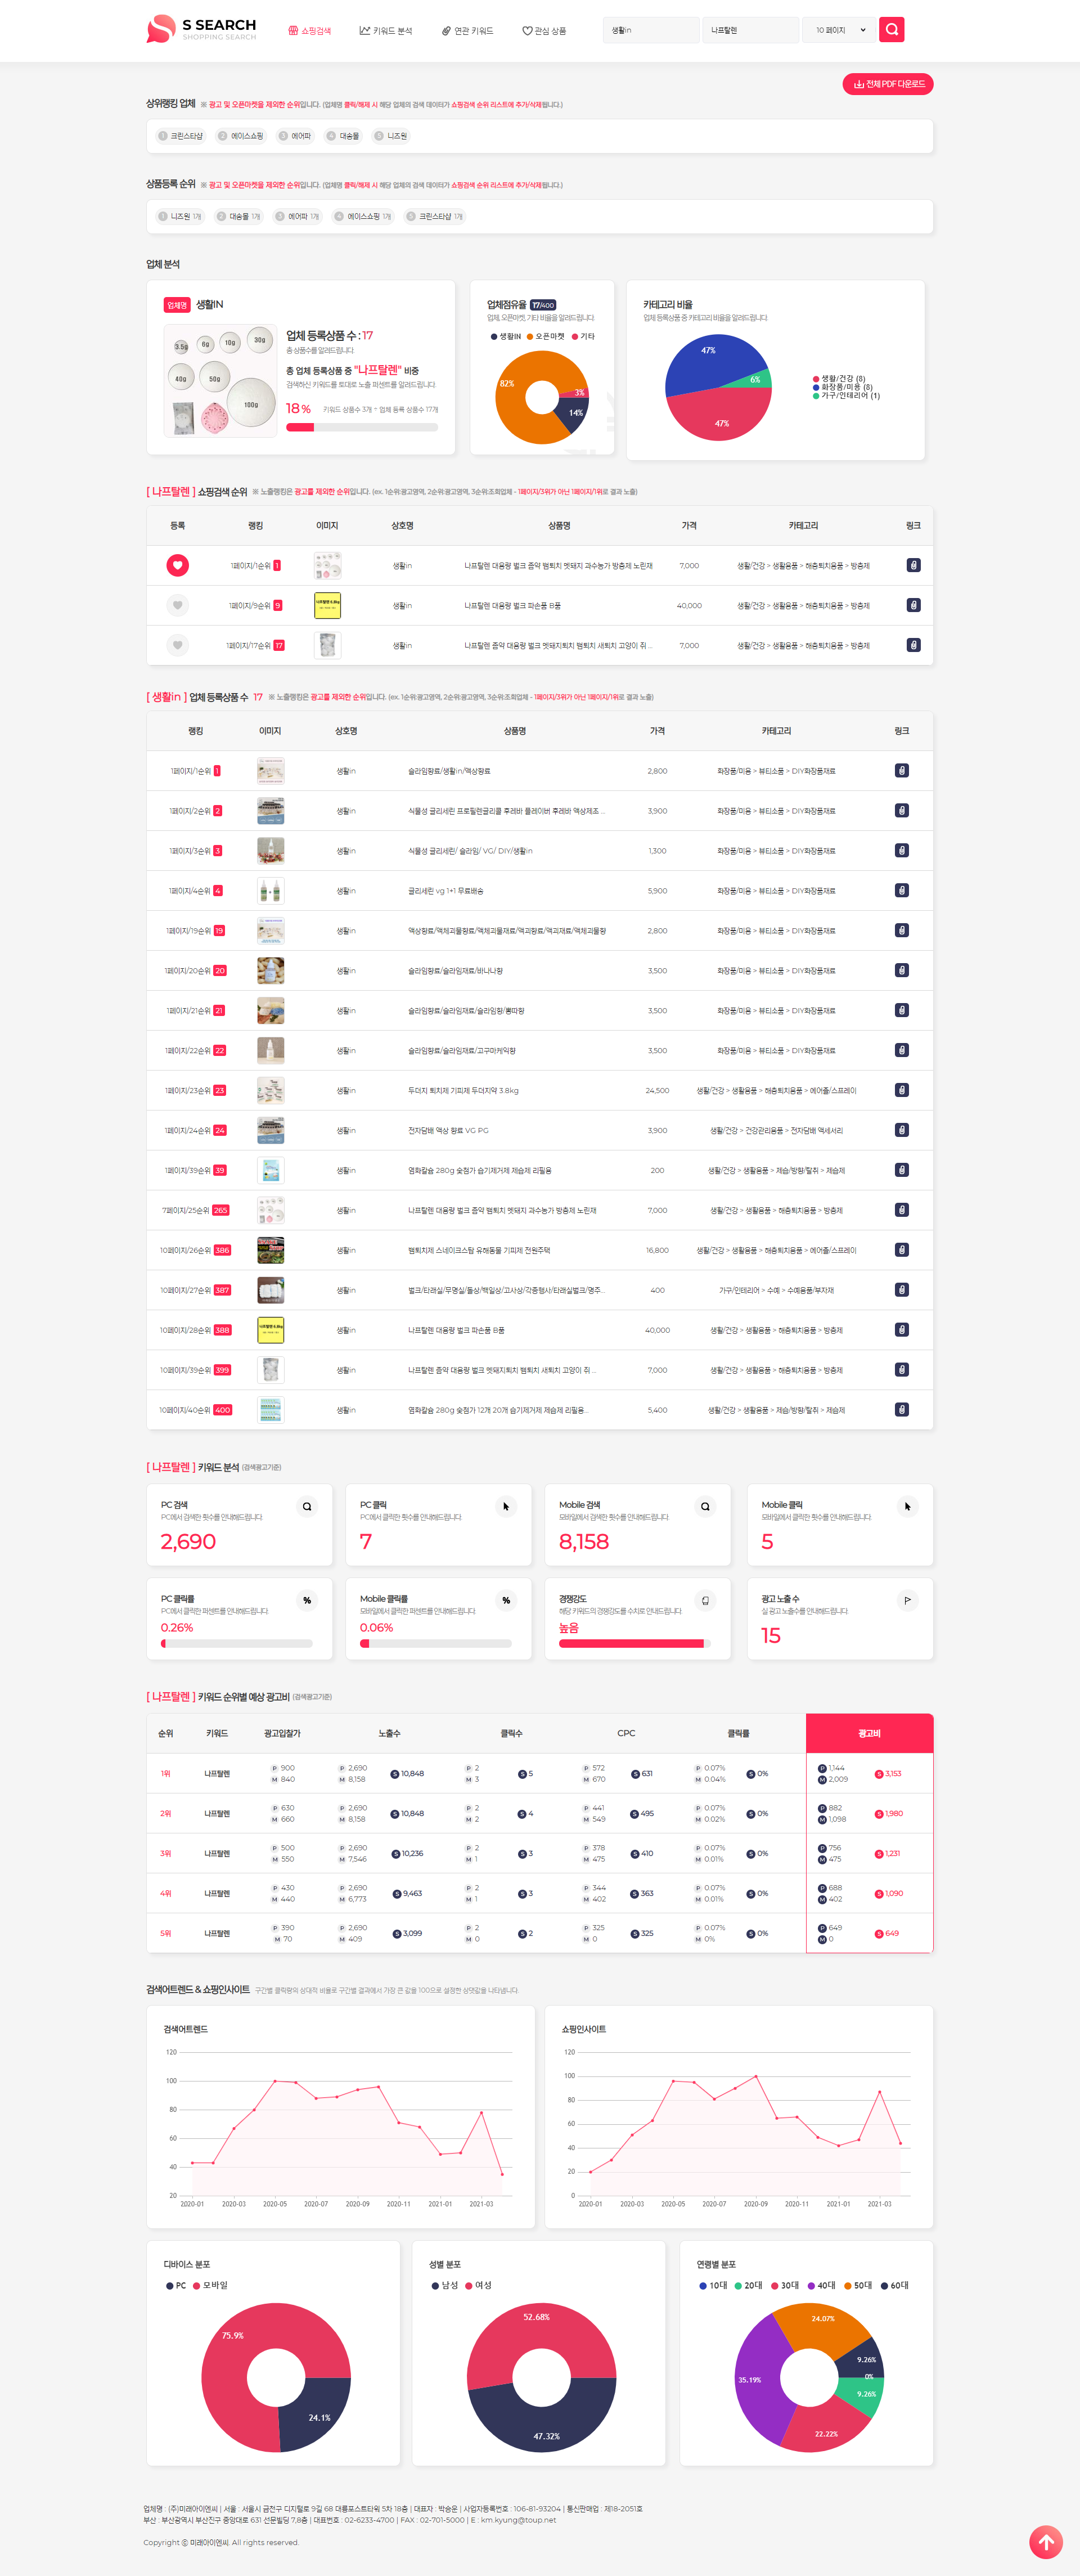 S SEARCH
SHOPPING SEARCH
쇼핑검색
키워드 분석
연관 키워드
관심 상품
생활in
나프탈렌
10 페이지
전체 PDF 다운로드
상위랭킹 업체 ※ 광고 및 오픈마켓을 제외한 순위입니다. (업체명 클릭/해제 시 해당 업체의 검색 데이터가 쇼핑검색 순위 리스트에 추가/삭제됩니다.)
1 크린스타샵 2 에이스쇼핑 3 에어파 4 대송몰 5 니즈원
상품등록 순위 ※ 광고 및 오픈마켓을 제외한 순위입니다. (업체명 클릭/해제 시 해당 업체의 검색 데이터가 쇼핑검색 순위 리스트에 추가/삭제됩니다.)
1 니즈원 1개 2 대송몰 1개 3 에어파 1개 4 에이스쇼핑 1개 5 크린스타샵 1개
업체 분석
업체명 생활IN
3.5g 6g 10g 30g
40g 50g 100g
업체 등록상품 수 : 17
총 상품수를 알려드립니다.
총 업체 등록상품 중 "나프탈렌" 비중
검색하신 키워드를 토대로 노출 퍼센트를 알려드립니다.
18 % 키워드 상품수 3개 ÷ 업체 등록 상품수 17개
업체점유율 17/400
업체, 오픈마켓, 기타 비율을 알려드립니다.
생활IN 오픈마켓 기타
82%
3%
14%
카테고리 비율
업체 등록상품 중 카테고리 비율을 알려드립니다.
47%
6%
47%
생활/건강 (8)
화장품/미용 (8)
가구/인테리어 (1)
[ 나프탈렌 ] 쇼핑검색 순위 ※ 노출랭킹은 광고를 제외한 순위입니다. (ex. 1순위:광고영역, 2순위:광고영역, 3순위:조회업체 - 1페이지/3위가 아닌 1페이지/1위로 결과 노출)
등록 랭킹 이미지 상호명 상품명 가격 카테고리 링크
1페이지/1순위 1 생활in 나프탈렌 대용량 벌크 좀약 뱀퇴치 멧돼지 과수농가 방충제 노린재 7,000 생활/건강 > 생활용품 > 해충퇴치용품 > 방충제
1페이지/9순위 9 생활in 나프탈렌 대용량 벌크 파손품 B품 40,000 생활/건강 > 생활용품 > 해충퇴치용품 > 방충제
1페이지/17순위 17 생활in 나프탈렌 좀약 대용량 벌크 멧돼지퇴치 뱀퇴치 새퇴치 고양이 쥐 ... 7,000 생활/건강 > 생활용품 > 해충퇴치용품 > 방충제
[ 생활in ] 업체 등록상품 수 17 ※ 노출랭킹은 광고를 제외한 순위입니다. (ex. 1순위:광고영역, 2순위:광고영역, 3순위:조회업체 - 1페이지/3위가 아닌 1페이지/1위로 결과 노출)
랭킹 이미지 상호명 상품명 가격 카테고리 링크
1페이지/1순위 1 생활in 슬라임향료/생활in/액상향료 2,800 화장품/미용 > 뷰티소품 > DIY화장품재료
1페이지/2순위 2 생활in 식물성 글리세린 프로필렌글리콜 후레바 플레이버 후레바 액상제조 ... 3,900 화장품/미용 > 뷰티소품 > DIY화장품재료
1페이지/3순위 3 생활in 식물성 글리세린/ 슬라임/ VG/ DIY/생활in 1,300 화장품/미용 > 뷰티소품 > DIY화장품재료
1페이지/4순위 4 생활in 글리세린 vg 1+1 무료배송 5,900 화장품/미용 > 뷰티소품 > DIY화장품재료
1페이지/19순위 19 생활in 액상향료/액체괴물향료/액체괴물재료/액괴향료/액괴재료/액체괴물향 2,800 화장품/미용 > 뷰티소품 > DIY화장품재료
1페이지/20순위 20 생활in 슬라임향료/슬라임재료/바나나향 3,500 화장품/미용 > 뷰티소품 > DIY화장품재료
1페이지/21순위 21 생활in 슬라임향료/슬라임재료/슬라임향/뽕따향 3,500 화장품/미용 > 뷰티소품 > DIY화장품재료
1페이지/22순위 22 생활in 슬라임향료/슬라임재료/고구마케익향 3,500 화장품/미용 > 뷰티소품 > DIY화장품재료
1페이지/23순위 23 생활in 두더지 퇴치제 기피제 두더지약 3.8kg 24,500 생활/건강 > 생활용품 > 해충퇴치용품 > 에어졸/스프레이
1페이지/24순위 24 생활in 전자담배 액상 향료 VG PG 3,900 생활/건강 > 건강관리용품 > 전자담배 액세서리
1페이지/39순위 39 생활in 염화칼슘 280g 숯첨가 습기제거제 제습제 리필용 200 생활/건강 > 생활용품 > 제습/방향/탈취 > 제습제
7페이지/25순위 265 생활in 나프탈렌 대용량 벌크 좀약 뱀퇴치 멧돼지 과수농가 방충제 노린재 7,000 생활/건강 > 생활용품 > 해충퇴치용품 > 방충제
10페이지/26순위 386 생활in 뱀퇴치제 스네이크스탑 유해동물 기피제 전원주택 16,800 생활/건강 > 생활용품 > 해충퇴치용품 > 에어졸/스프레이
10페이지/27순위 387 생활in 벌크/타래실/무명실/돌상/백일상/고사상/각종행사/타래실벌크/명주... 400 가구/인테리어 > 수예 > 수예용품/부자재
10페이지/28순위 388 생활in 나프탈렌 대용량 벌크 파손품 B품 40,000 생활/건강 > 생활용품 > 해충퇴치용품 > 방충제
10페이지/39순위 399 생활in 나프탈렌 좀약 대용량 벌크 멧돼지퇴치 뱀퇴치 새퇴치 고양이 쥐 ... 7,000 생활/건강 > 생활용품 > 해충퇴치용품 > 방충제
10페이지/40순위 400 생활in 염화칼슘 280g 숯첨가 12개 20개 습기제거제 제습제 리필용... 5,400 생활/건강 > 생활용품 > 제습/방향/탈취 > 제습제
[ 나프탈렌 ] 키워드 분석 (검색광고기준)
PC 검색
PC에서 검색한 횟수를 안내해드립니다.
2,690
PC 클릭
PC에서 클릭한 횟수를 안내해드립니다.
7
Mobile 검색
모바일에서 검색한 횟수를 안내해드립니다.
8,158
Mobile 클릭
모바일에서 클릭한 횟수를 안내해드립니다.
5
PC 클릭률
PC에서 클릭한 퍼센트를 안내해드립니다.
0.26%
Mobile 클릭률
모바일에서 클릭한 퍼센트를 안내해드립니다.
0.06%
경쟁강도
해당 키워드의 경쟁강도를 수치로 안내드립니다.
높음
광고 노출 수
실 광고 노출수를 안내해드립니다.
15
[ 나프탈렌 ] 키워드 순위별 예상 광고비 (검색광고기준)
순위 키워드 광고입찰가 노출수 클릭수 CPC 클릭률 광고비
1위 나프탈렌 P 900 M 840 P 2,690 M 8,158 S 10,848 P 2 M 3 S 5 P 572 M 670 S 631 P 0.07% M 0.04% S 0% P 1,144 M 2,009 S 3,153
2위 나프탈렌 P 630 M 660 P 2,690 M 8,158 S 10,848 P 2 M 2 S 4 P 441 M 549 S 495 P 0.07% M 0.02% S 0% P 882 M 1,098 S 1,980
3위 나프탈렌 P 500 M 550 P 2,690 M 7,546 S 10,236 P 2 M 1 S 3 P 378 M 475 S 410 P 0.07% M 0.01% S 0% P 756 M 475 S 1,231
4위 나프탈렌 P 430 M 440 P 2,690 M 6,773 S 9,463 P 2 M 1 S 3 P 344 M 402 S 363 P 0.07% M 0.01% S 0% P 688 M 402 S 1,090
5위 나프탈렌 P 390 M 70 P 2,690 M 409 S 3,099 P 2 M 0 S 2 P 325 M 0 S 325 P 0.07% M 0% S 0% P 649 M 0 S 649
검색어트렌드 & 쇼핑인사이트 구간별 클릭량의 상대적 비율로 구간별 결과에서 가장 큰 값을 100으로 설정한 상댓값을 나타냅니다.
검색어트렌드
120
100
80
60
40
20
2020-01 2020-03 2020-05 2020-07 2020-09 2020-11 2021-01 2021-03
쇼핑인사이트
120
100
80
60
40
20
0
2020-01 2020-03 2020-05 2020-07 2020-09 2020-11 2021-01 2021-03
디바이스 분포
PC 모바일
75.9%
24.1%
성별 분포
남성 여성
52.68%
47.32%
연령별 분포
10대 20대 30대 40대 50대 60대
24.07%
9.26%
0%
35.19%
9.26%
22.22%
업체명 : (주)미래아이엔씨 | 서울 : 서울시 금천구 디지털로 9길 68 대륭포스트타워 5차 18층 | 대표자 : 박승운 | 사업자등록번호 : 106-81-93204 | 통신판매업 : 제18-2051호
부산 : 부산광역시 부산진구 중앙대로 631 선문빌딩 7,8층 | 대표번호 : 02-6233-4700 | FAX : 02-701-5000 | E : km.kyung@toup.net
Copyright ⓒ 미래아이엔씨. All rights reserved.